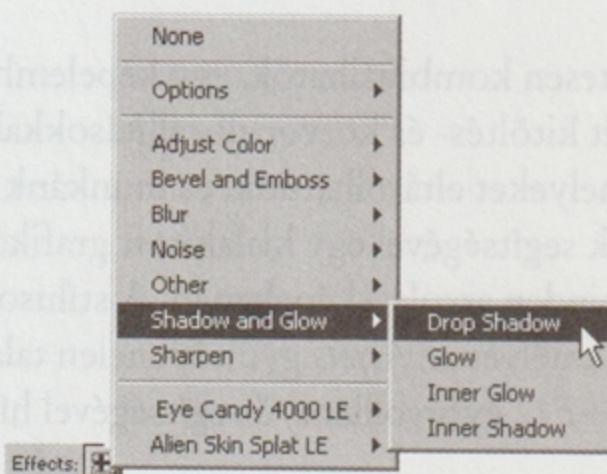 None
Options
Adjust Color
Bevel and Emboss
Blur
Noise
Other
Shadow and Glow
Sharpen
Eye Candy 4000 LE
Alien Skin Splat LE
Drop Shadow
Glow
Inner Glow
Inner Shadow
Effects: